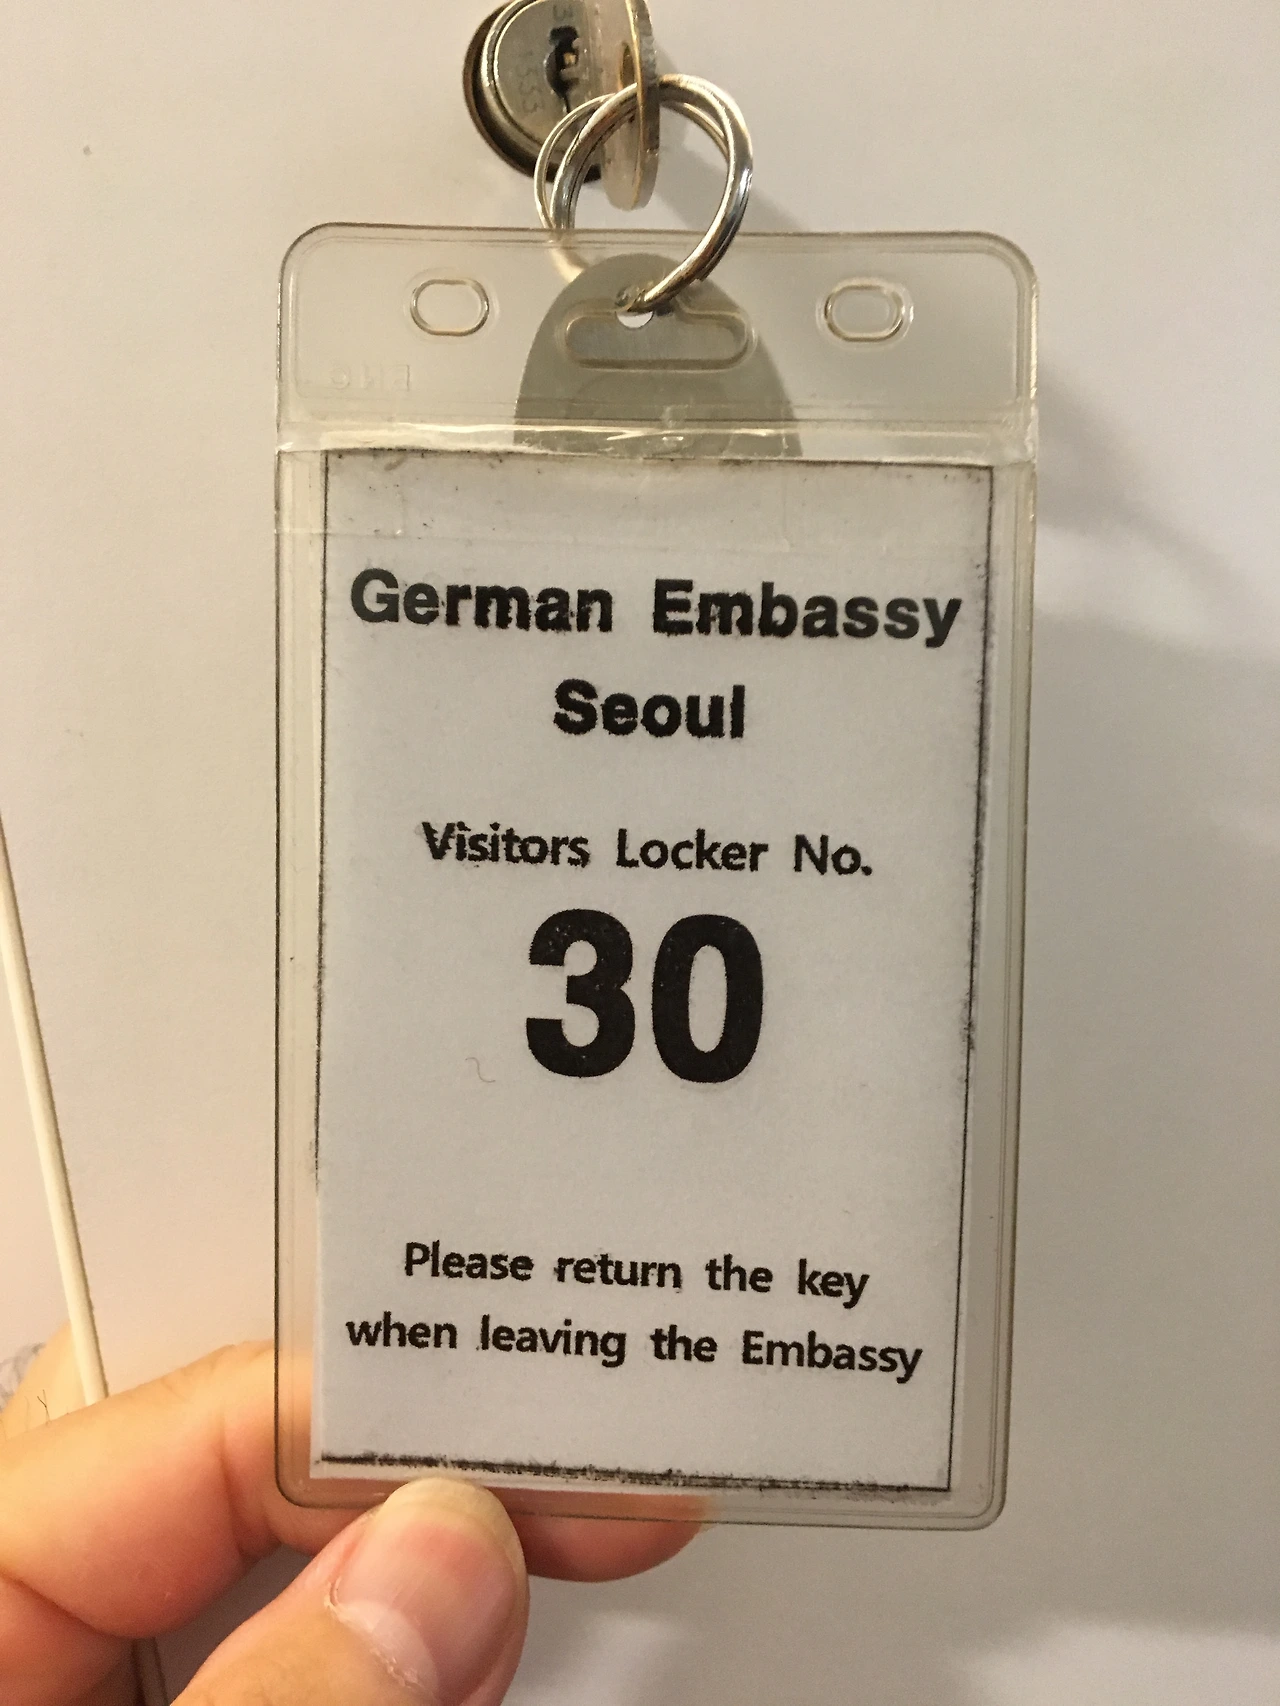 German Embassy
Seoul
Visitors Locker No.
30
Please return the key
when leaving the Embassy